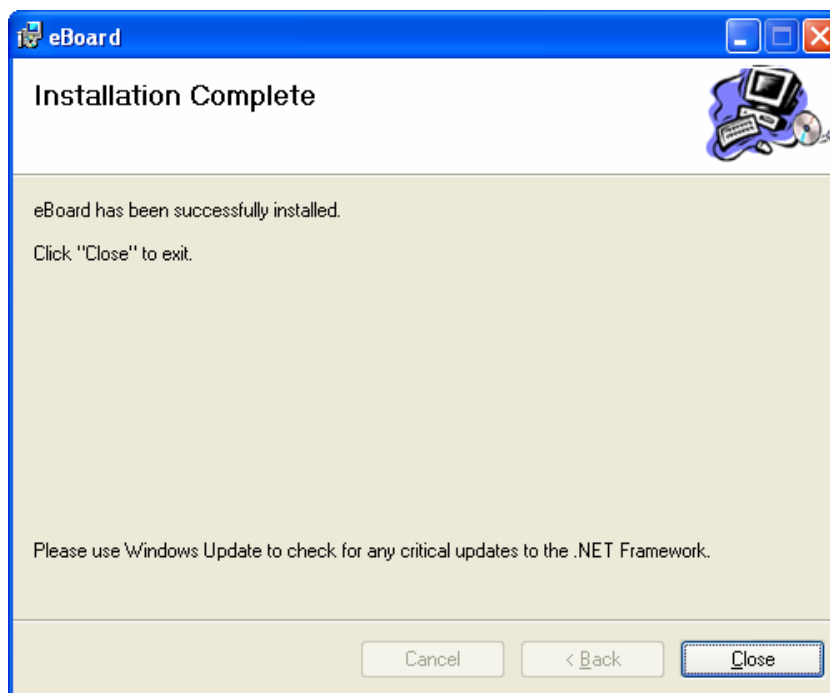 eBoard
Installation Complete
eBoard has been successfully installed.
Click "Close" to exit.
Please use Windows Update to check for any critical updates to the .NET Framework.
Cancel
< Back
Close